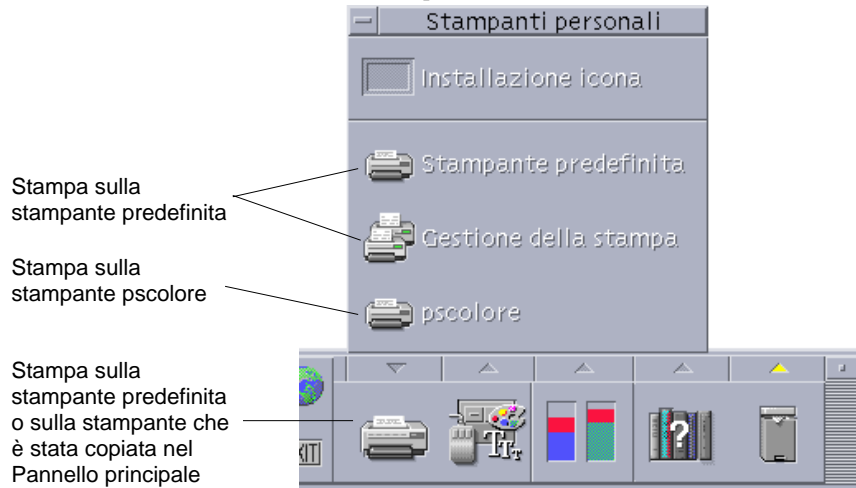 Stampanti personali
Installazione icona
Stampante predefinita
Gestione della stampa
pscolore
Stampa sulla
stampante predefinita
Stampa sulla
stampante pscolore
Stampa sulla
stampante predefinita
o sulla stampante che
è stata copiata nel
Pannello principale
XIT
?